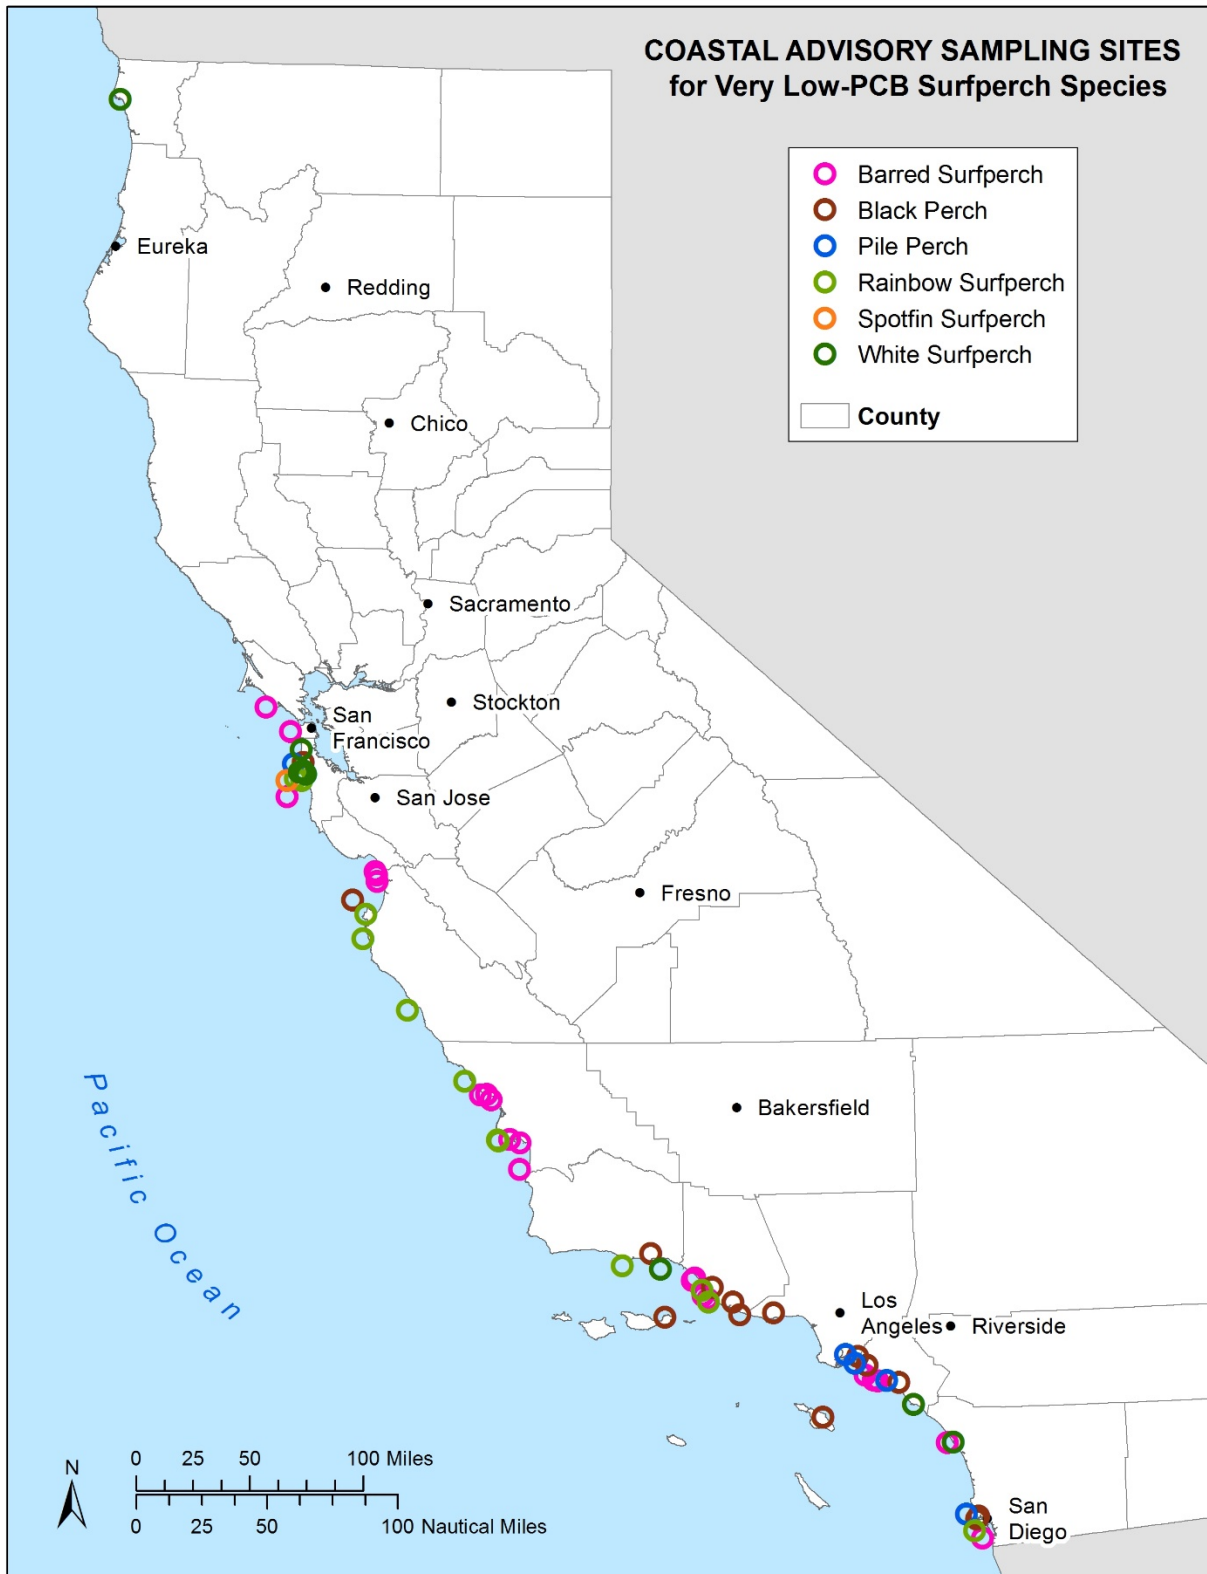 COASTAL ADVISORY SAMPLING SITES
for Very Low-PCB Surfperch Species
Barred Surfperch
Black Perch
Pile Perch
Rainbow Surfperch
Spotfin Surfperch
White Surfperch
County
Eureka
Redding
Chico
Sacramento
Stockton
San
Francisco
San Jose
Fresno
Bakersfield
Pacific Ocean
Los
Angeles
Riverside
San
Diego
N
0 25 50 100 Miles
0 25 50 100 Nautical Miles